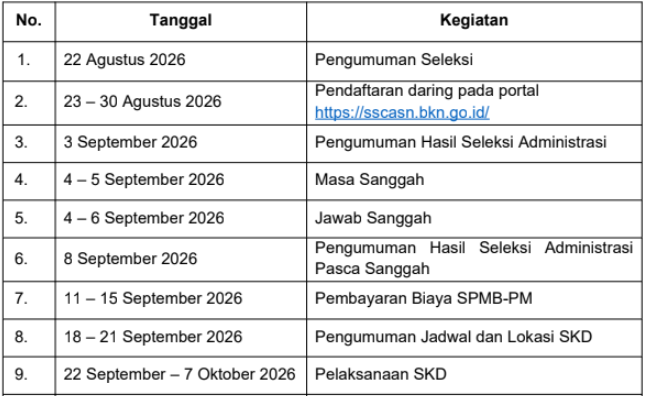 No. Tanggal Kegiatan
1. 22 Agustus 2026 Pengumuman Seleksi
2. 23 – 30 Agustus 2026 Pendaftaran daring pada portal
https://sscasn.bkn.go.id/
3. 3 September 2026 Pengumuman Hasil Seleksi Administrasi
4. 4 – 5 September 2026 Masa Sanggah
5. 4 – 6 September 2026 Jawab Sanggah
6. 8 September 2026 Pengumuman Hasil Seleksi Administrasi
Pasca Sanggah
7. 11 – 15 September 2026 Pembayaran Biaya SPMB-PM
8. 18 – 21 September 2026 Pengumuman Jadwal dan Lokasi SKD
9. 22 September – 7 Oktober 2026 Pelaksanaan SKD